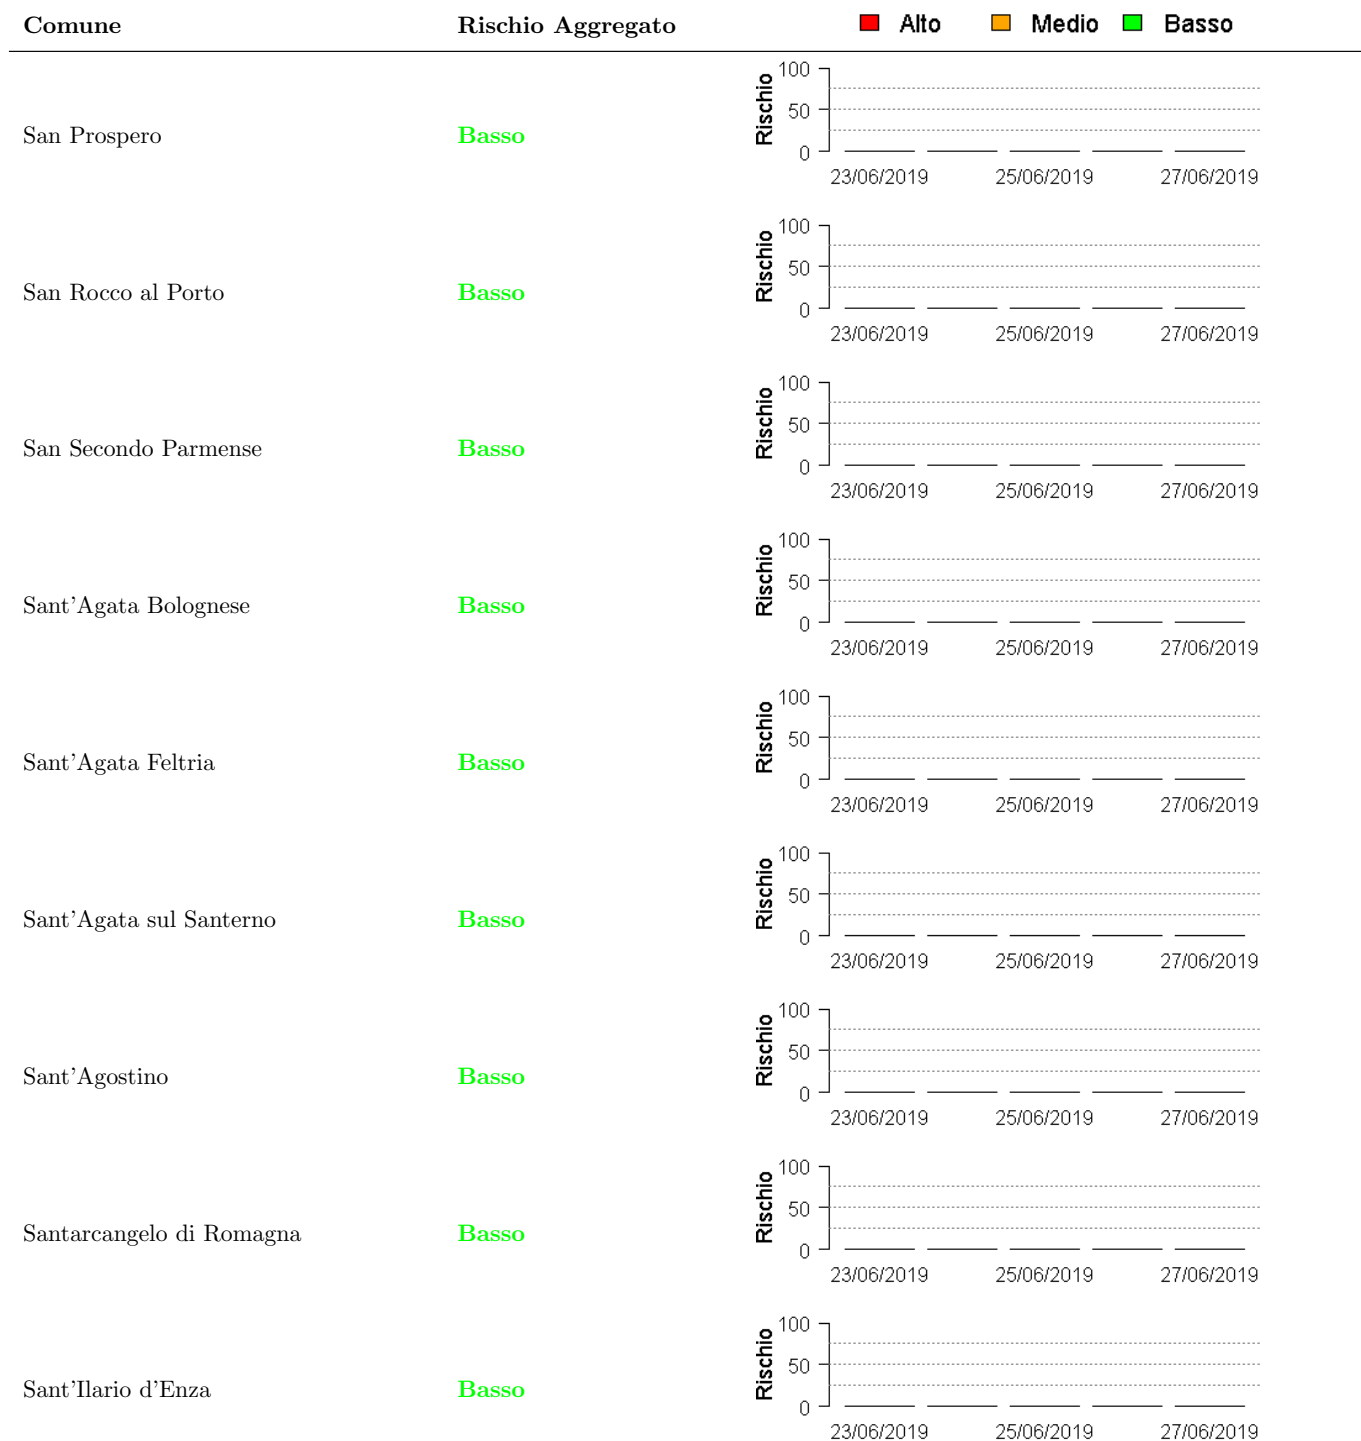 Comune Rischio Aggregato Alto Medio Basso
100
Rischio
50
San Prospero Basso
0
23/06/2019 25/06/2019 27/06/2019
100
Rischio
50
San Rocco al Porto Basso
0
23/06/2019 25/06/2019 27/06/2019
100
Rischio
50
San Secondo Parmense Basso
0
23/06/2019 25/06/2019 27/06/2019
100
Rischio
50
Sant'Agata Bolognese Basso
0
23/06/2019 25/06/2019 27/06/2019
100
Rischio
50
Sant'Agata Feltria Basso
0
23/06/2019 25/06/2019 27/06/2019
100
Rischio
50
Sant'Agata sul Santerno Basso
0
23/06/2019 25/06/2019 27/06/2019
100
Rischio
50
Sant'Agostino Basso
0
23/06/2019 25/06/2019 27/06/2019
100
Rischio
50
Santarcangelo di Romagna Basso
0
23/06/2019 25/06/2019 27/06/2019
100
Rischio
50
Sant'Ilario d'Enza Basso
0
23/06/2019 25/06/2019 27/06/2019